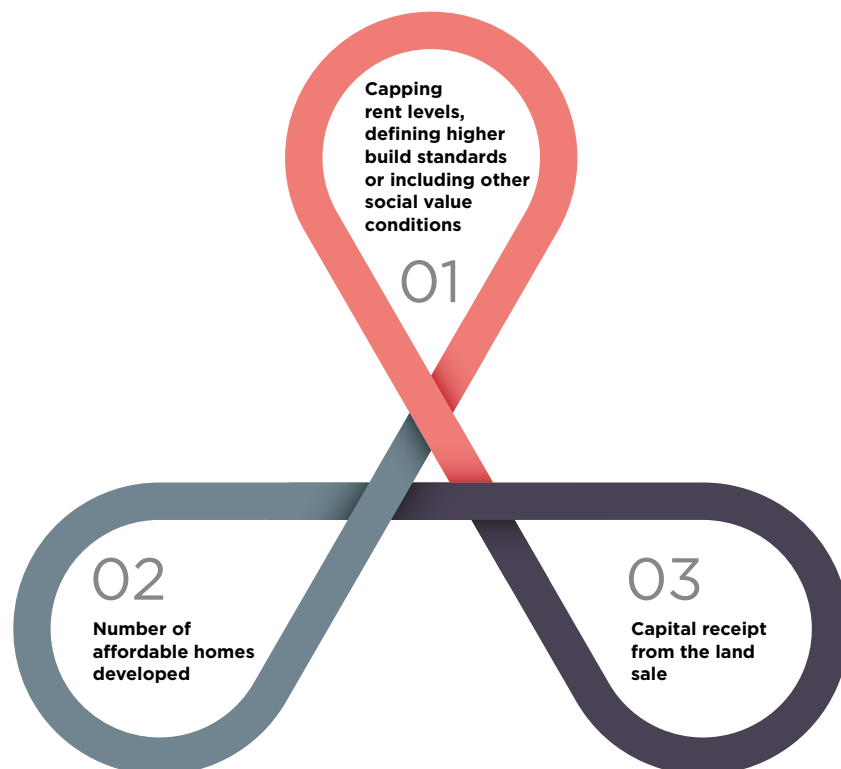 Capping
rent levels,
defining higher
build standards
or including other
social value
conditions
01
02
Number of
affordable homes
developed
03
Capital receipt
from the land
sale